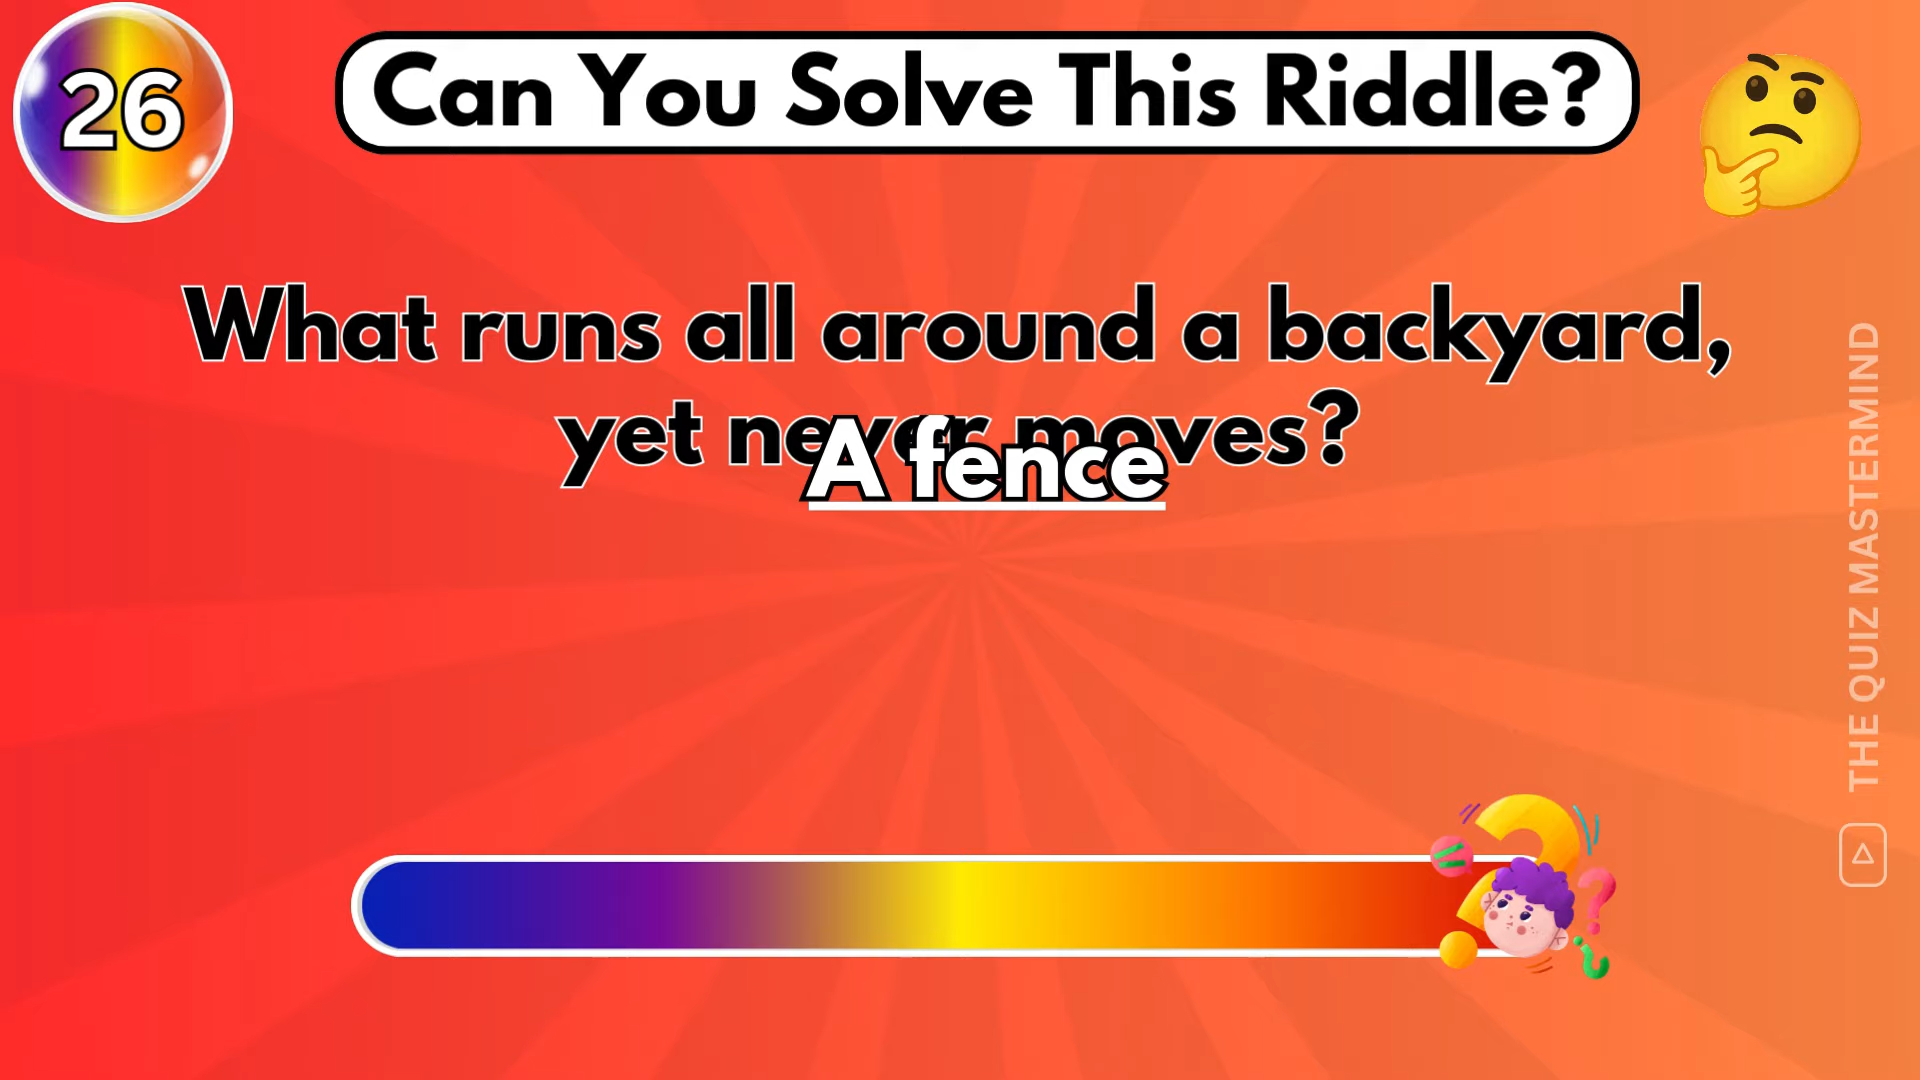 26
Can You Solve This Riddle?
What runs all around a backyard,
yet never moves?
A fence
THE QUIZ MASTERMIND